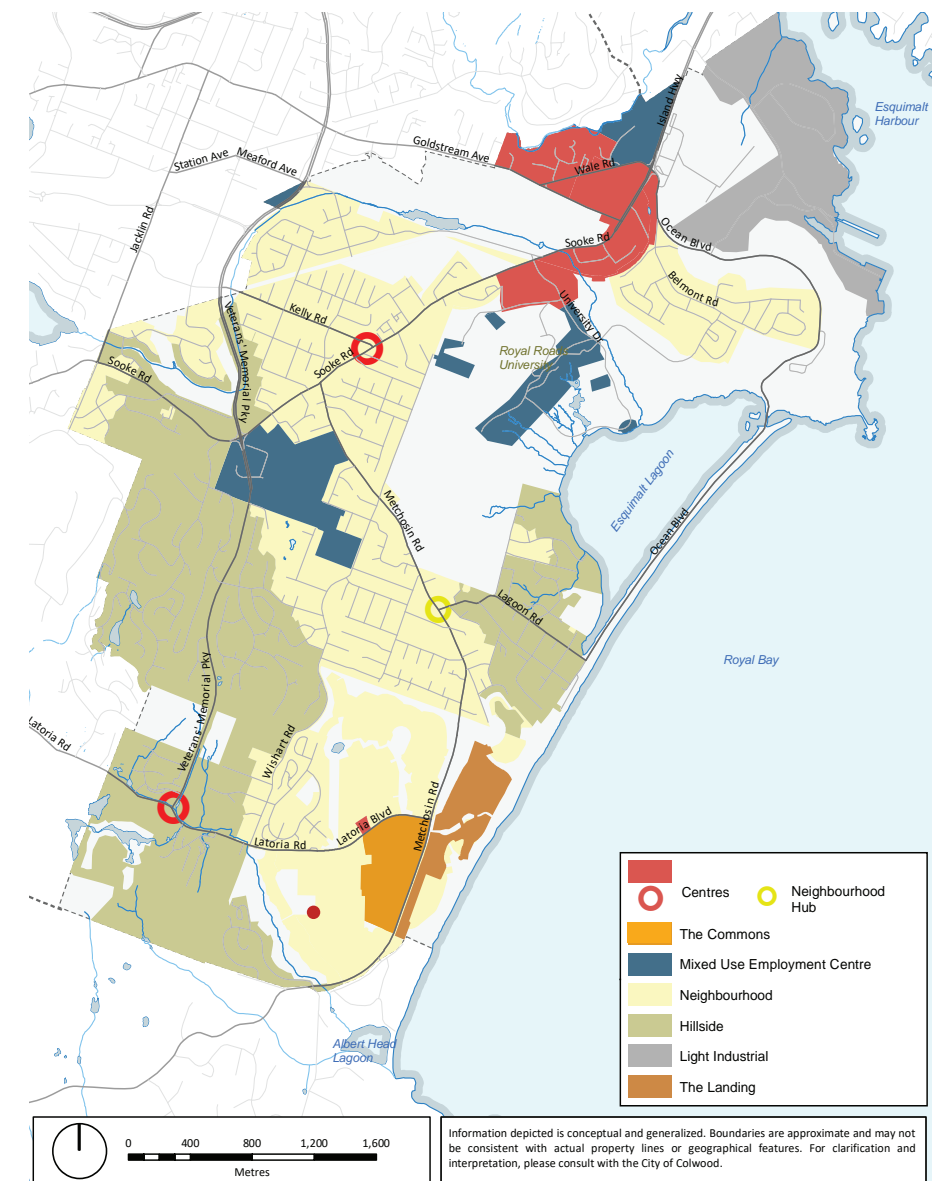 Esquimalt
Harbour
Island Hwy
Goldstream Ave
Station Ave
Meaford Ave
Wale Rd
Jacklin Rd
Sooke Rd
Ocean Blvd
Belmont Rd
University Dr
Kelly Rd
Veterans' Memorial Pky
Sooke Rd
Royal Roads
University
Sooke Rd
Esquimalt Lagoon
Metchosin Rd
Ocean Blvd
Lagoon Rd
Royal Bay
Veterans' Memorial Pky
Latoria Rd
Wishart Rd
Metchosin Rd
Latoria Blvd
Latoria Rd
Albert Head
Lagoon
Centres
Neighbourhood
Hub
The Commons
Mixed Use Employment Centre
Neighbourhood
Hillside
Light Industrial
The Landing
0 400 800 1,200 1,600
Metres
Information depicted is conceptual and generalized. Boundaries are approximate and may not
be consistent with actual property lines or geographical features. For clarification and
interpretation, please consult with the City of Colwood.